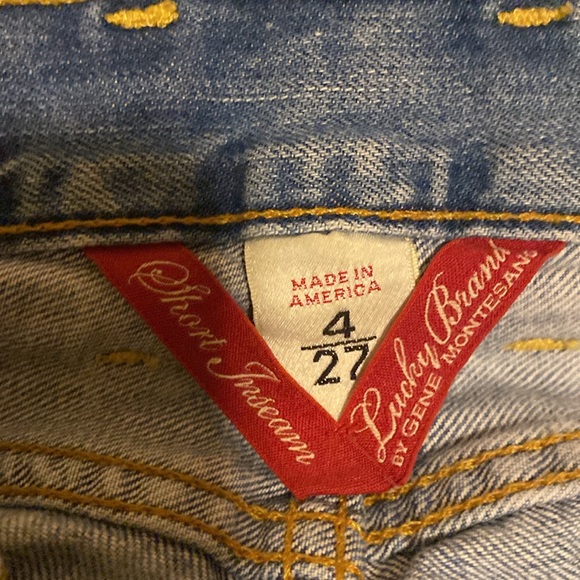 Short Inseam
MADE IN
AMERICA
4
27
Lucky Brand
BY GENE MONTESANO